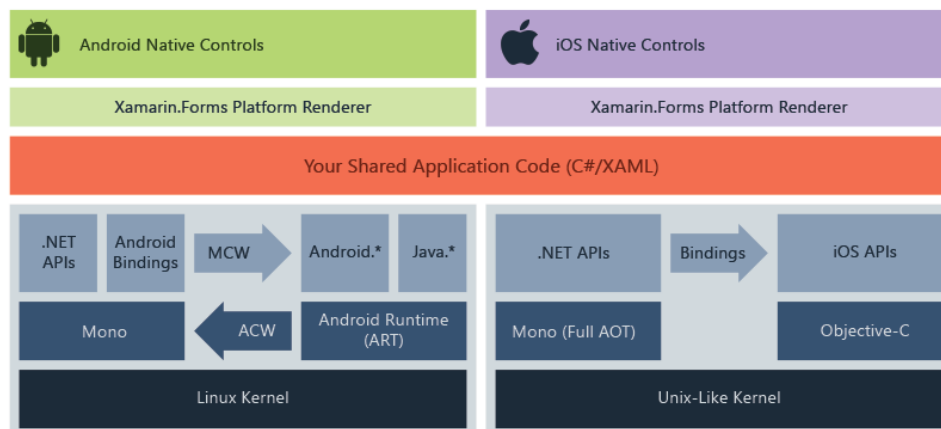 Android Native Controls
iOS Native Controls
Xamarin.Forms Platform Renderer
Xamarin.Forms Platform Renderer
Your Shared Application Code (C#/XAML)
.NET
APIs
Android
Bindings
MCW
Android.*
Java.*
.NET APIs
Bindings
iOS APIs
Mono
ACW
Android Runtime
(ART)
Mono (Full AOT)
Objective-C
Linux Kernel
Unix-Like Kernel